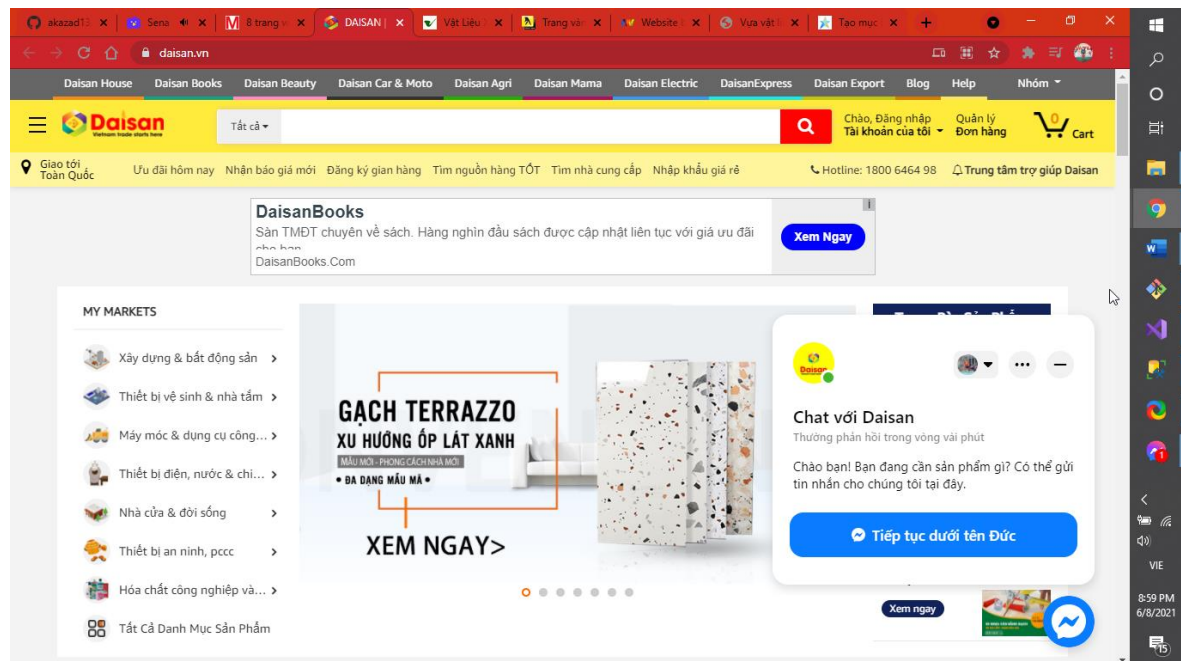 akazad13
Sena
8 trang v
DAISAN |
Vật Liệu
Trang và
Website
Vựa vật l
Tạo mục
daisan.vn
Daisan House Daisan Books Daisan Beauty Daisan Car & Moto Daisan Agri Daisan Mama Daisan Electric DaisanExpress Daisan Export Blog Help Nhóm
Daisan
Vietnam trade starts here
Tất cả
Chào, Đăng nhập
Tài khoản của tôi
Quản lý
Đơn hàng
0
Cart
Giao tới
Toàn Quốc
Ưu đãi hôm nay Nhận báo giá mới Đăng ký gian hàng Tìm nguồn hàng TỐT Tìm nhà cung cấp Nhập khẩu giá rẻ
Hotline: 1800 6464 98
Trung tâm trợ giúp Daisan
DaisanBooks
Sàn TMĐT chuyên về sách. Hàng nghìn đầu sách được cập nhật liên tục với giá ưu đãi
cho bạn
DaisanBooks.Com
Xem Ngay
MY MARKETS
Xây dựng & bất động sản
Thiết bị vệ sinh & nhà tắm
Máy móc & dụng cụ công...
Thiết bị điện, nước & chi...
Nhà cửa & đời sống
Thiết bị an ninh, pccc
Hóa chất công nghiệp và...
Tất Cả Danh Mục Sản Phẩm
GẠCH TERRAZZO
XU HƯỚNG ỐP LÁT XANH
MẪU MỚI - PHONG CÁCH NHÀ MỚI
• ĐA DẠNG MẪU MÃ •
XEM NGAY>
Daisan
Chat với Daisan
Thường phản hồi trong vòng vài phút
Chào bạn! Bạn đang cần sản phẩm gì? Có thể gửi
tin nhắn cho chúng tôi tại đây.
Tiếp tục dưới tên Đức
Xem ngay
VIE
8:59 PM
6/8/2021
15